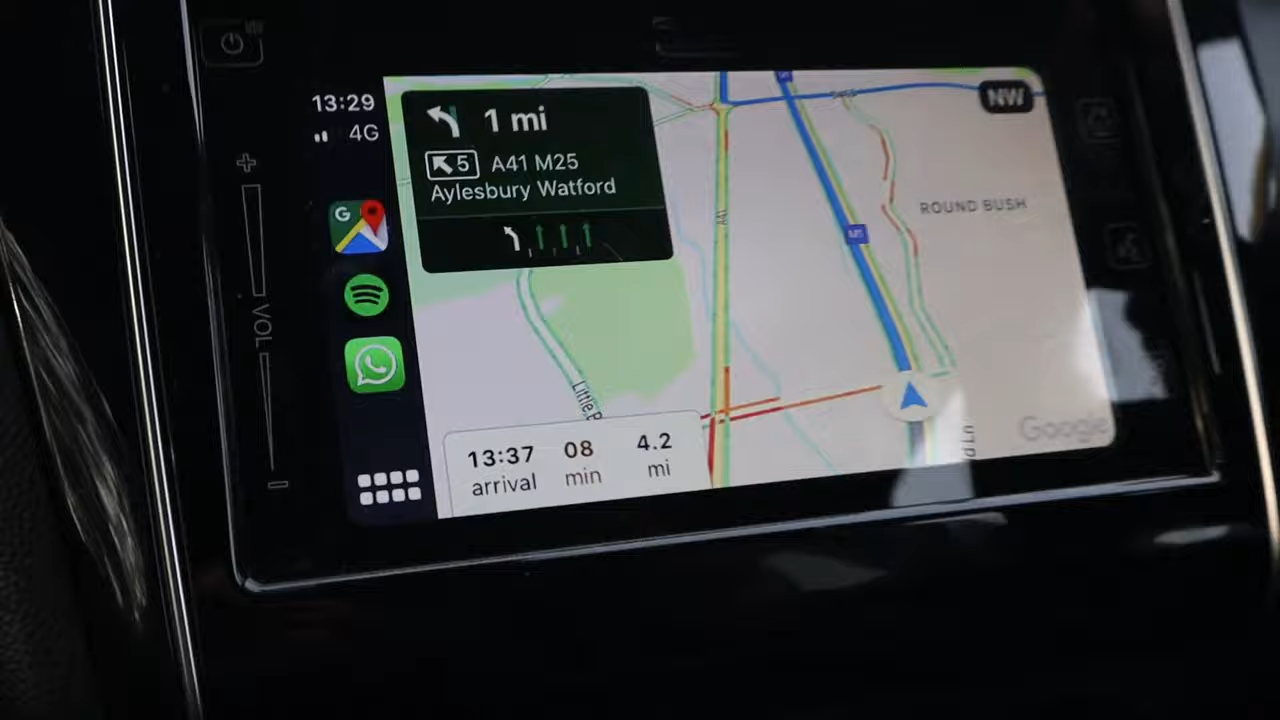 13:29
4G
1 mi
5 A41 M25
Aylesbury Watford
NW
ROUND BUSH
A41
M1
G
VOL
13:37 08 4.2
arrival min mi
Google